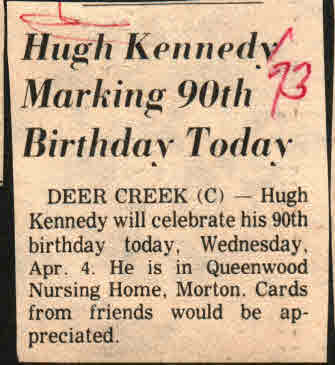 Hugh Kennedy
Marking 90th
Birthday Today
73
DEER CREEK (C) — Hugh
Kennedy will celebrate his 90th
birthday today, Wednesday,
Apr. 4. He is in Queenwood
Nursing Home, Morton. Cards
from friends would be ap-
preciated.